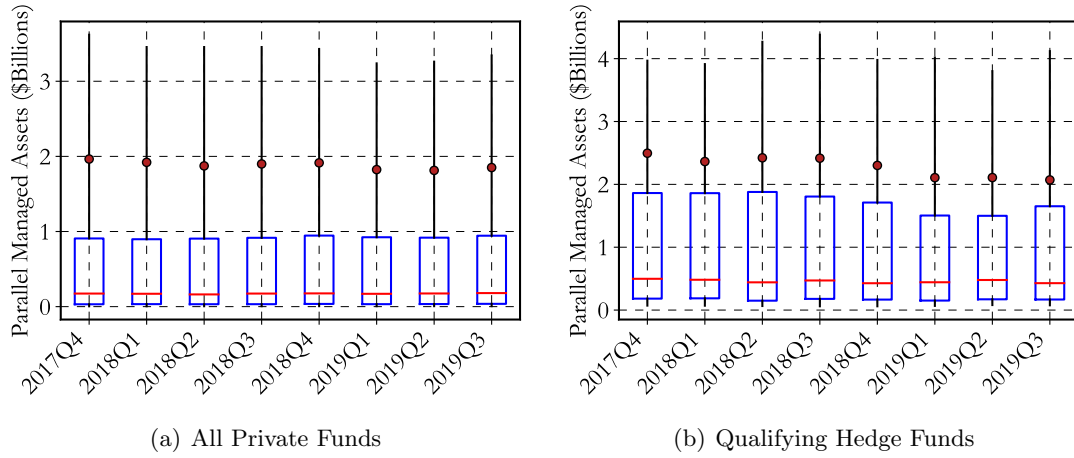 Parallel Managed Assets ($Billions)
3
2
1
0
2017Q4
2018Q1
2018Q2
2018Q3
2018Q4
2019Q1
2019Q2
2019Q3
(a) All Private Funds
Parallel Managed Assets ($Billions)
4
3
2
1
0
2017Q4
2018Q1
2018Q2
2018Q3
2018Q4
2019Q1
2019Q2
2019Q3
(b) Qualifying Hedge Funds